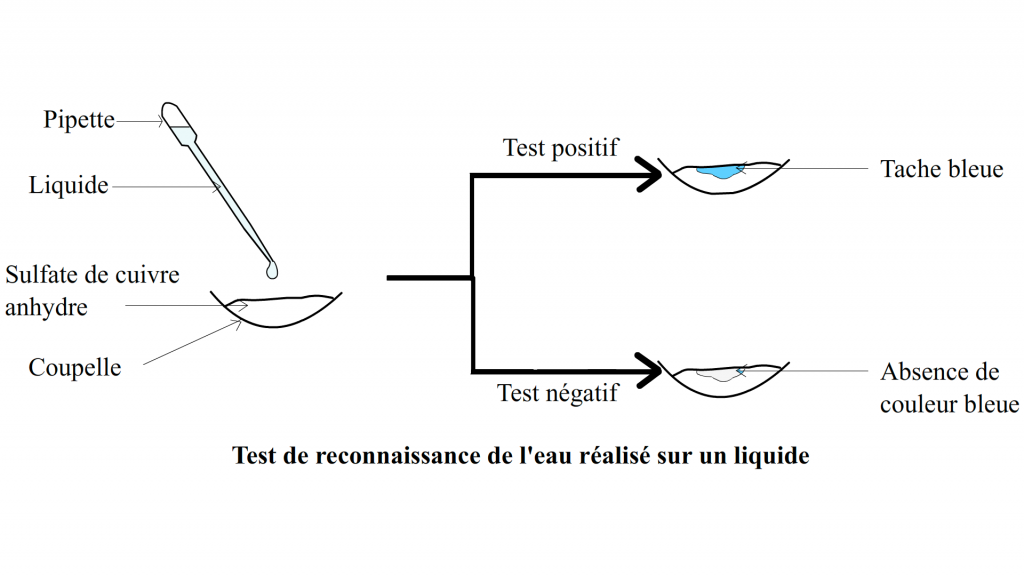 Pipette
Liquide
Sulfate de cuivre
anhydre
Coupelle
Test positif
Tache bleue
Test négatif
Absence de
couleur bleue
Test de reconnaissance de l'eau réalisé sur un liquide